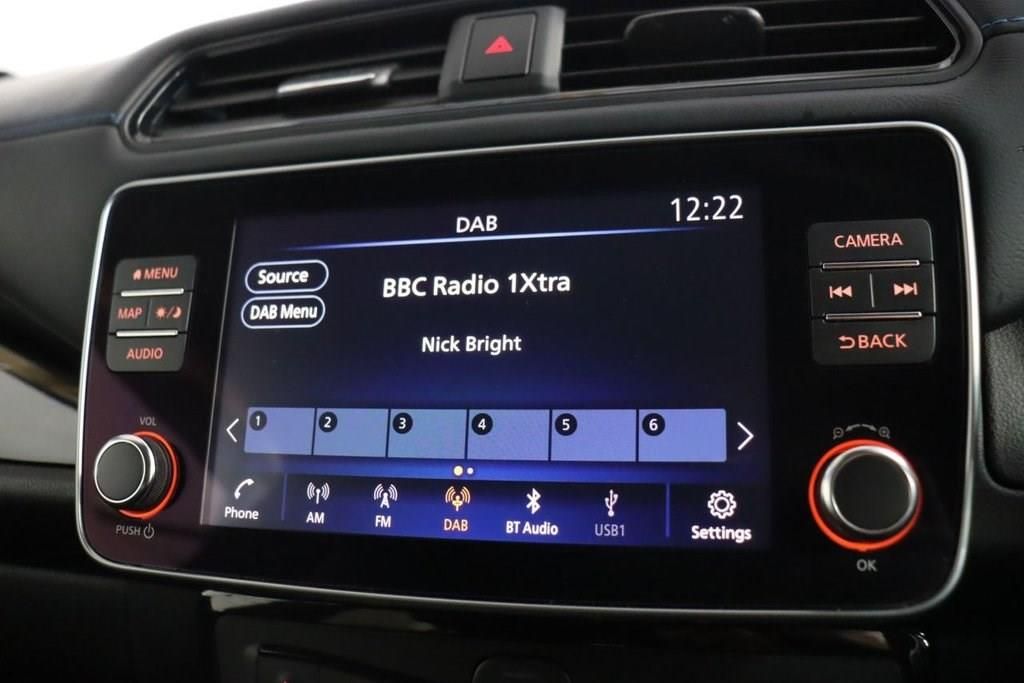 DAB
12:22
Source
BBC Radio 1Xtra
DAB Menu
Nick Bright
1 2 3 4 5 6
Phone AM FM DAB BT Audio USB1 Settings
MENU
MAP
AUDIO
VOL
PUSH
CAMERA
BACK
OK